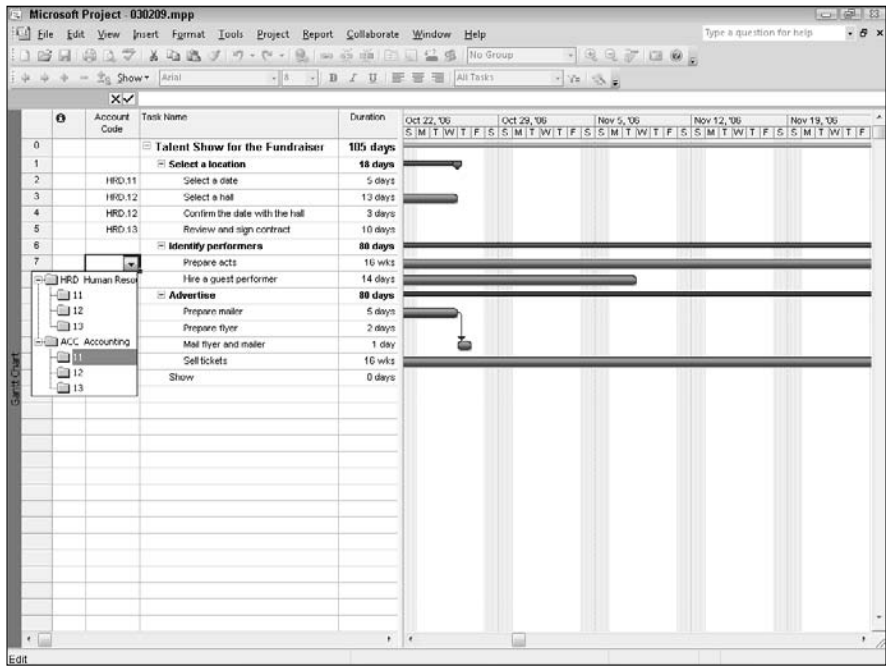 Microsoft Project - 030209.mpp
File Edit View Insert Format Tools Project Report Collaborate Window Help
Type a question for help
No Group
Show Arial 8 B I U All Tasks
Account Code Task Name Duration
Oct 22, '06 Oct 29, '06 Nov 5, '06 Nov 12, '06 Nov 19, '06
S M T W T F S S M T W T F S S M T W T F S S M T W T F S S M T W T F
0 Talent Show for the Fundraiser 105 days
1 Select a location 18 days
2 HRD.11 Select a date 5 days
3 HRD.12 Select a hall 13 days
4 HRD.12 Confirm the date with the hall 3 days
5 HRD.13 Review and sign contract 10 days
6 Identify performers 80 days
7 Prepare acts 16 wks
HRD Human Reso Hire a guest performer 14 days
11 Advertise 80 days
12 Prepare mailer 5 days
13 Prepare flyer 2 days
ACC Accounting Mail flyer and mailer 1 day
11 Sell tickets 16 wks
12 Show 0 days
13
Gantt Chart
Edit